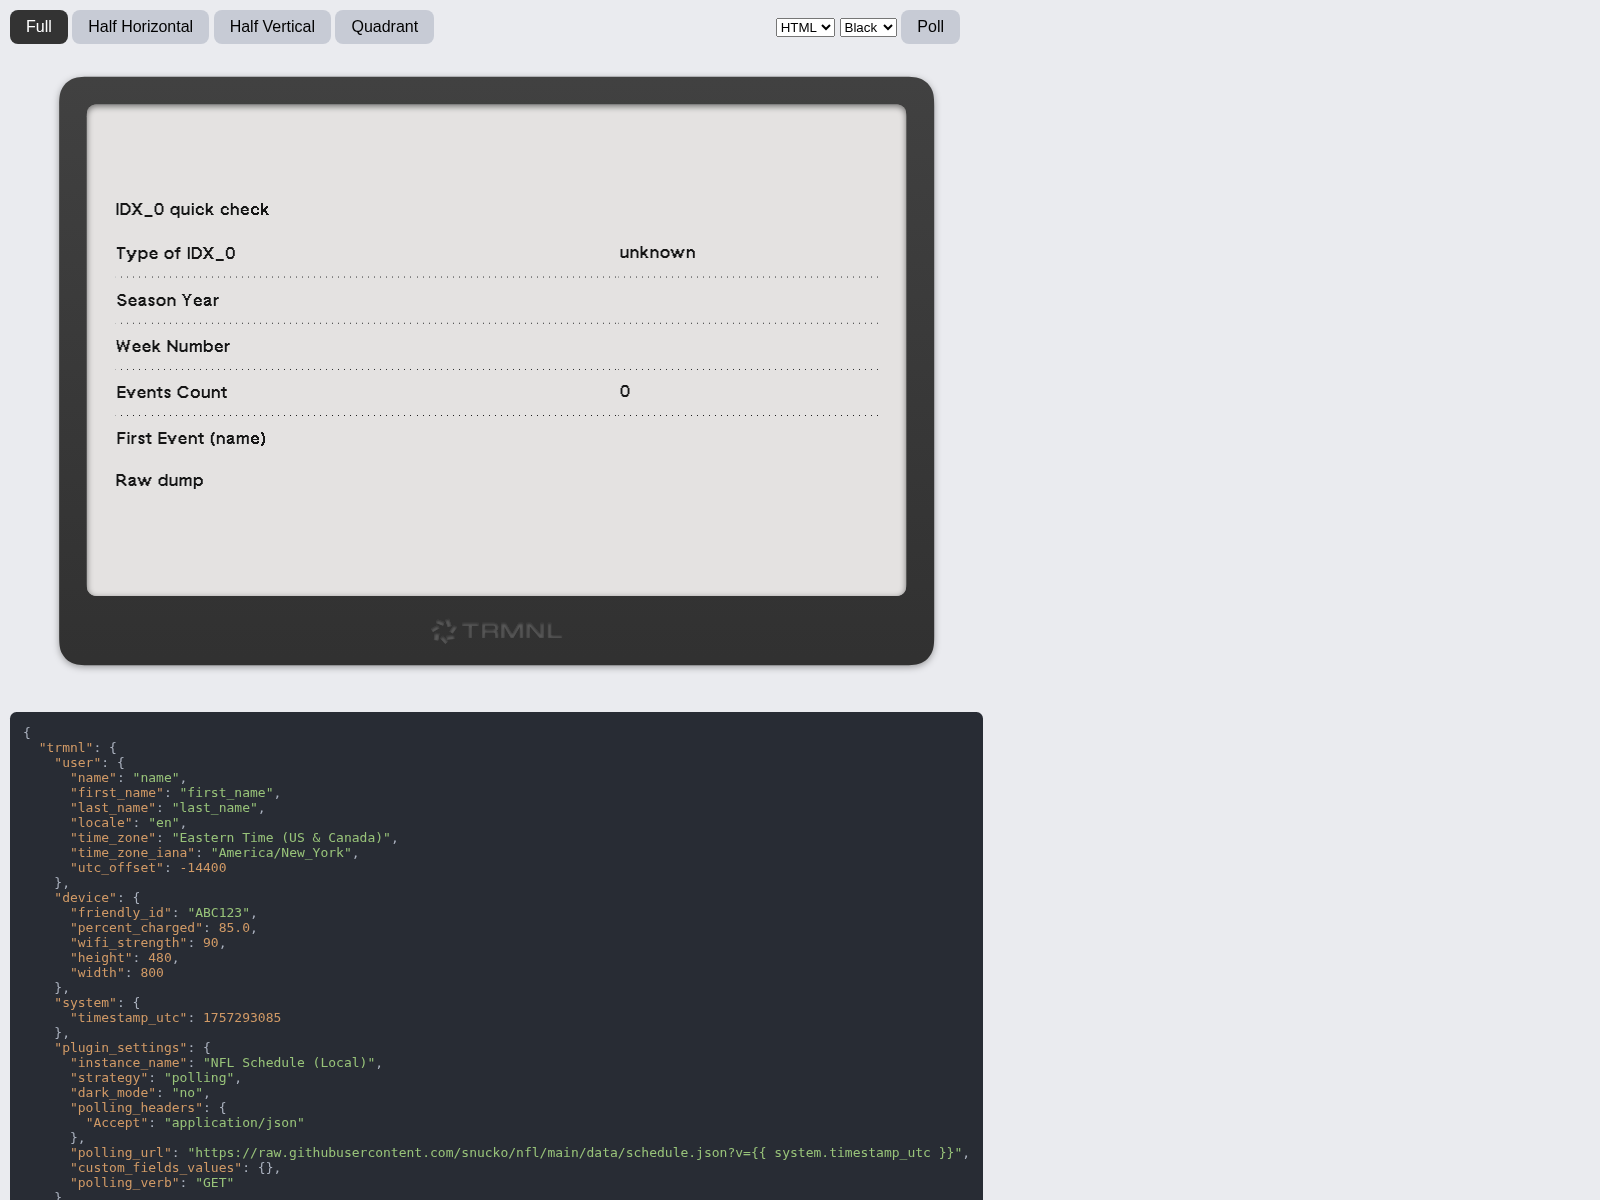 Full Half Horizontal Half Vertical Quadrant HTML Black Poll
IDX_0 quick check
Type of IDX_0 unknown
Season Year
Week Number
Events Count 0
First Event (name)
Raw dump
TRMNL
{
  "trmnl": {
    "user": {
      "name": "name",
      "first_name": "first_name",
      "last_name": "last_name",
      "locale": "en",
      "time_zone": "Eastern Time (US & Canada)",
      "time_zone_iana": "America/New_York",
      "utc_offset": -14400
    },
    "device": {
      "friendly_id": "ABC123",
      "percent_charged": 85.0,
      "wifi_strength": 90,
      "height": 480,
      "width": 800
    },
    "system": {
      "timestamp_utc": 1757293085
    },
    "plugin_settings": {
      "instance_name": "NFL Schedule (Local)",
      "strategy": "polling",
      "dark_mode": "no",
      "polling_headers": {
        "Accept": "application/json"
      },
      "polling_url": "https://raw.githubusercontent.com/snucko/nfl/main/data/schedule.json?v={{ system.timestamp_utc }}",
      "custom_fields_values": {},
      "polling_verb": "GET"
    }